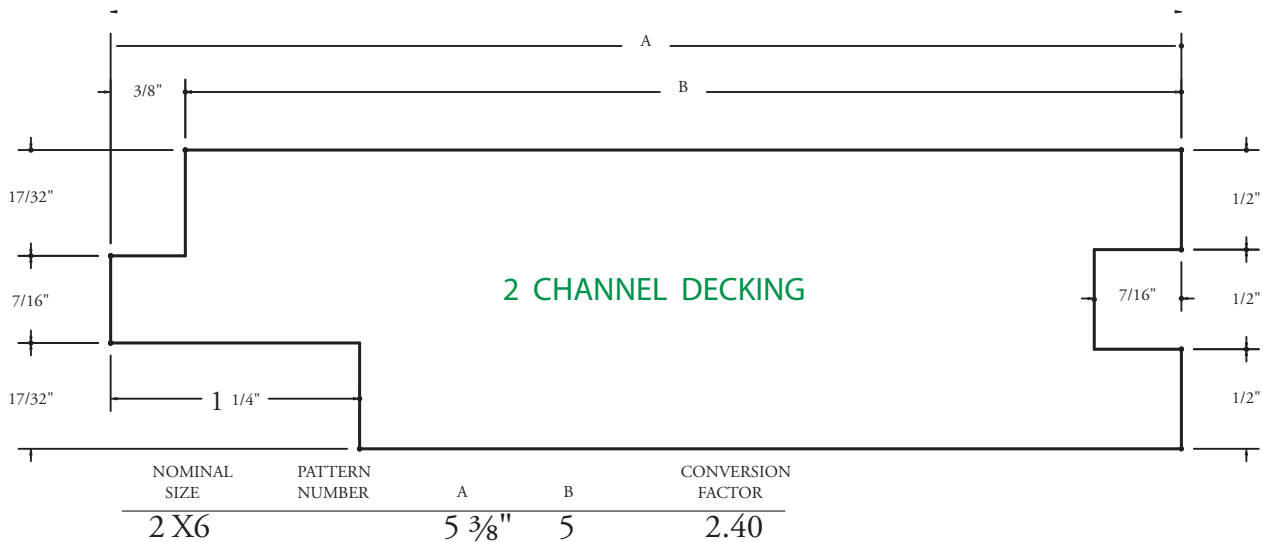 A
3/8"
B
17/32"
1/2"
2 CHANNEL DECKING
7/16"
7/16"
1/2"
17/32"
1 1/4"
1/2"
NOMINAL SIZE
PATTERN NUMBER
A
B
CONVERSION FACTOR
2 X6
5 3⁄8"
5
2.40